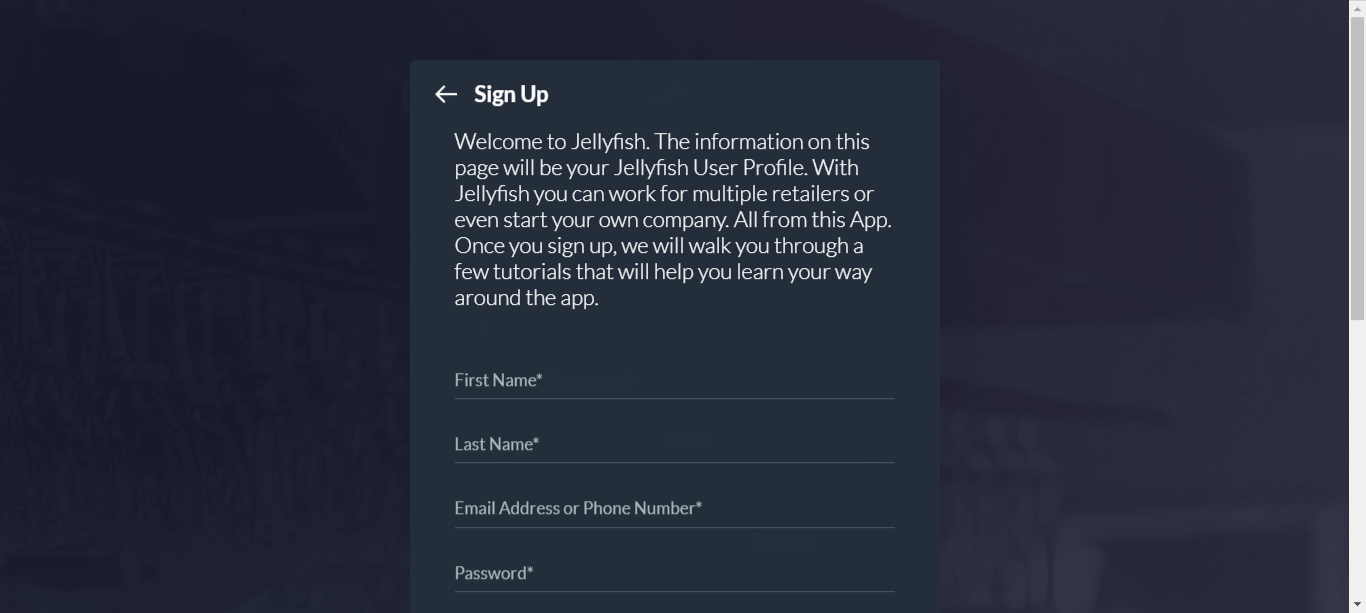 Sign Up
Welcome to Jellyfish. The information on this
page will be your Jellyfish User Profile. With
Jellyfish you can work for multiple retailers or
even start your own company. All from this App.
Once you sign up, we will walk you through a
few tutorials that will help you learn your way
around the app.
First Name*
Last Name*
Email Address or Phone Number*
Password*